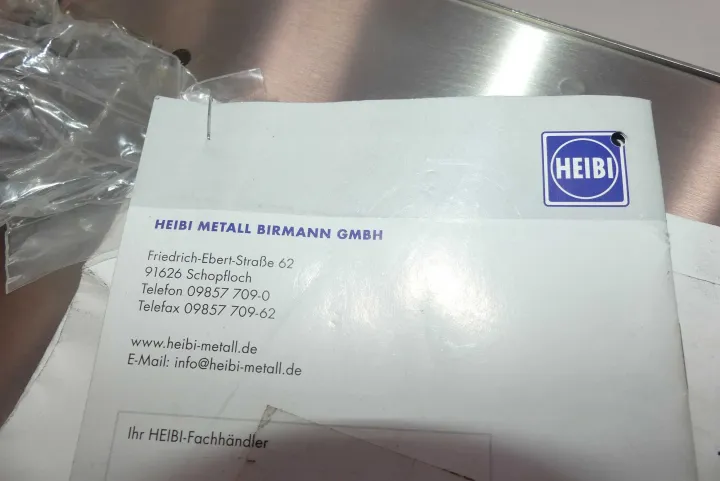 HEIBI
HEIBI METALL BIRMANN GMBH
Friedrich-Ebert-Straße 62
91626 Schopfloch
Telefon 09857 709-0
Telefax 09857 709-62
www.heibi-metall.de
E-Mail: info@heibi-metall.de
Ihr HEIBI-Fachhändler